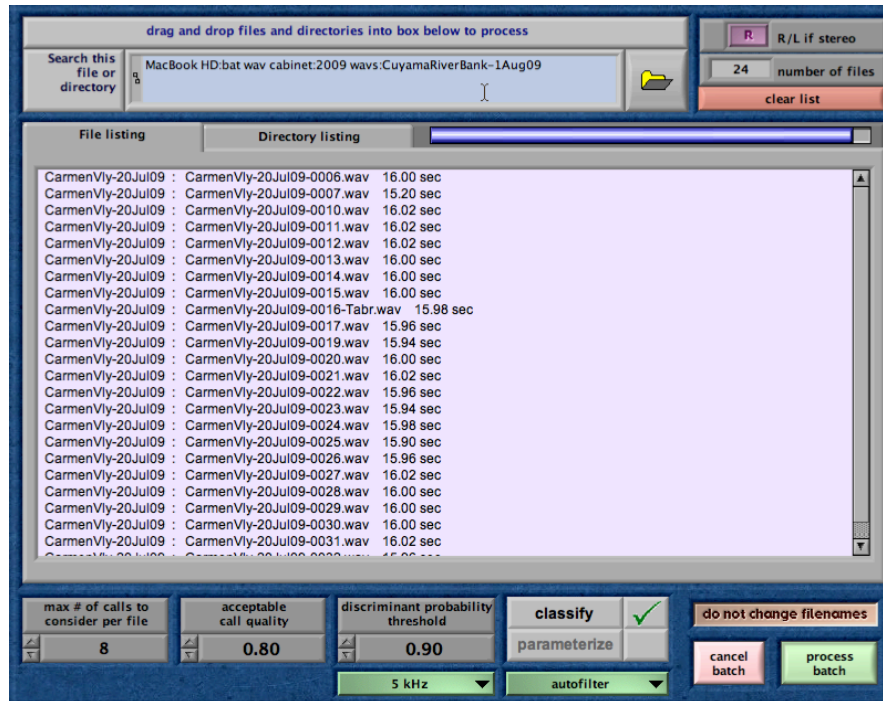 drag and drop files and directories into box below to process
R
R/L if stereo
Search this
file or
directory
MacBook HD:bat wav cabinet:2009 wavs:CuyamaRiverBank-1Aug09
24
number of files
clear list
File listing
Directory listing
CarmenVly-20Jul09 : CarmenVly-20Jul09-0006.wav 16.00 sec
CarmenVly-20Jul09 : CarmenVly-20Jul09-0007.wav 15.20 sec
CarmenVly-20Jul09 : CarmenVly-20Jul09-0010.wav 16.02 sec
CarmenVly-20Jul09 : CarmenVly-20Jul09-0011.wav 16.02 sec
CarmenVly-20Jul09 : CarmenVly-20Jul09-0012.wav 16.02 sec
CarmenVly-20Jul09 : CarmenVly-20Jul09-0013.wav 16.00 sec
CarmenVly-20Jul09 : CarmenVly-20Jul09-0014.wav 16.00 sec
CarmenVly-20Jul09 : CarmenVly-20Jul09-0015.wav 16.00 sec
CarmenVly-20Jul09 : CarmenVly-20Jul09-0016-Tabr.wav 15.98 sec
CarmenVly-20Jul09 : CarmenVly-20Jul09-0017.wav 15.96 sec
CarmenVly-20Jul09 : CarmenVly-20Jul09-0019.wav 15.94 sec
CarmenVly-20Jul09 : CarmenVly-20Jul09-0020.wav 16.00 sec
CarmenVly-20Jul09 : CarmenVly-20Jul09-0021.wav 16.02 sec
CarmenVly-20Jul09 : CarmenVly-20Jul09-0022.wav 15.96 sec
CarmenVly-20Jul09 : CarmenVly-20Jul09-0023.wav 15.94 sec
CarmenVly-20Jul09 : CarmenVly-20Jul09-0024.wav 15.98 sec
CarmenVly-20Jul09 : CarmenVly-20Jul09-0025.wav 15.90 sec
CarmenVly-20Jul09 : CarmenVly-20Jul09-0026.wav 16.00 sec
CarmenVly-20Jul09 : CarmenVly-20Jul09-0027.wav 16.02 sec
CarmenVly-20Jul09 : CarmenVly-20Jul09-0028.wav 16.00 sec
CarmenVly-20Jul09 : CarmenVly-20Jul09-0029.wav 16.00 sec
CarmenVly-20Jul09 : CarmenVly-20Jul09-0030.wav 16.00 sec
CarmenVly-20Jul09 : CarmenVly-20Jul09-0031.wav 16.02 sec
max # of calls to
consider per file
8
acceptable
call quality
0.80
discriminant probability
threshold
0.90
5 kHz
classify
parameterize
autofilter
do not change filenames
cancel
batch
process
batch